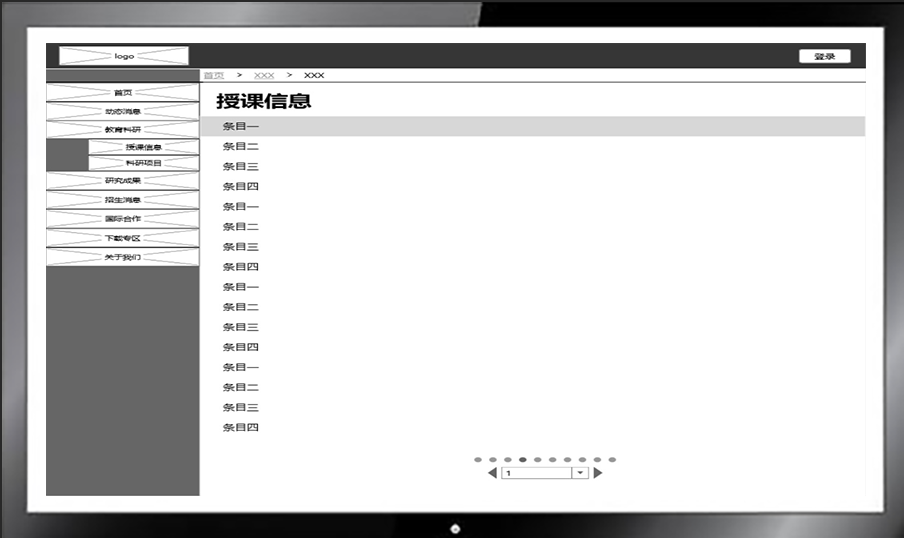 logo
登录
首页 > XXX > XXX
首页
动态消息
教育科研
授课信息
科研项目
研究成果
招生消息
国际合作
下载专区
关于我们
授课信息
条目一
条目二
条目三
条目四
条目一
条目二
条目三
条目四
条目一
条目二
条目三
条目四
条目一
条目二
条目三
条目四
1